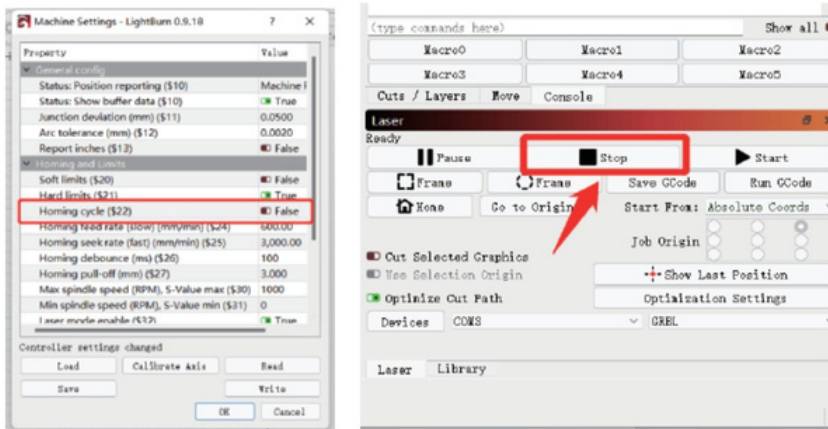 Machine Settings - LightBurn 0.9.18
Property Value
General config
Status: Position reporting ($10) Machine
Status: Show buffer data ($10) True
Junction deviation (mm) ($11) 0.0500
Arc tolerance (mm) ($12) 0.0020
Report inches ($13) False
Homing and Limits
Soft limits ($20) False
Hard limits ($21) True
Homing cycle ($22) False
Homing feed rate (slow) (mm/min) ($24) 600.00
Homing seek rate (fast) (mm/min) ($25) 3,000.00
Homing debounce (ms) ($26) 100
Homing pull-off (mm) ($27) 3.000
Max spindle speed (RPM), S-Value max ($30) 1000
Min spindle speed (RPM), S-Value min ($31) 0
Laser mode enable ($32) True
Controller settings changed
Load Calibrate Axis Read
Save Write
OK Cancel
(type commands here) Show all
Macro0 Macro1 Macro2
Macro3 Macro4 Macro5
Cuts / Layers Move Console
Laser
Ready
Pause Stop Start
Frame Frame Save GCode Run GCode
Home Go to Origin Start From: Absolute Coords
Job Origin
Cut Selected Graphics
Use Selection Origin Show Last Position
Optimize Cut Path Optimization Settings
Devices GRBL
Laser Library